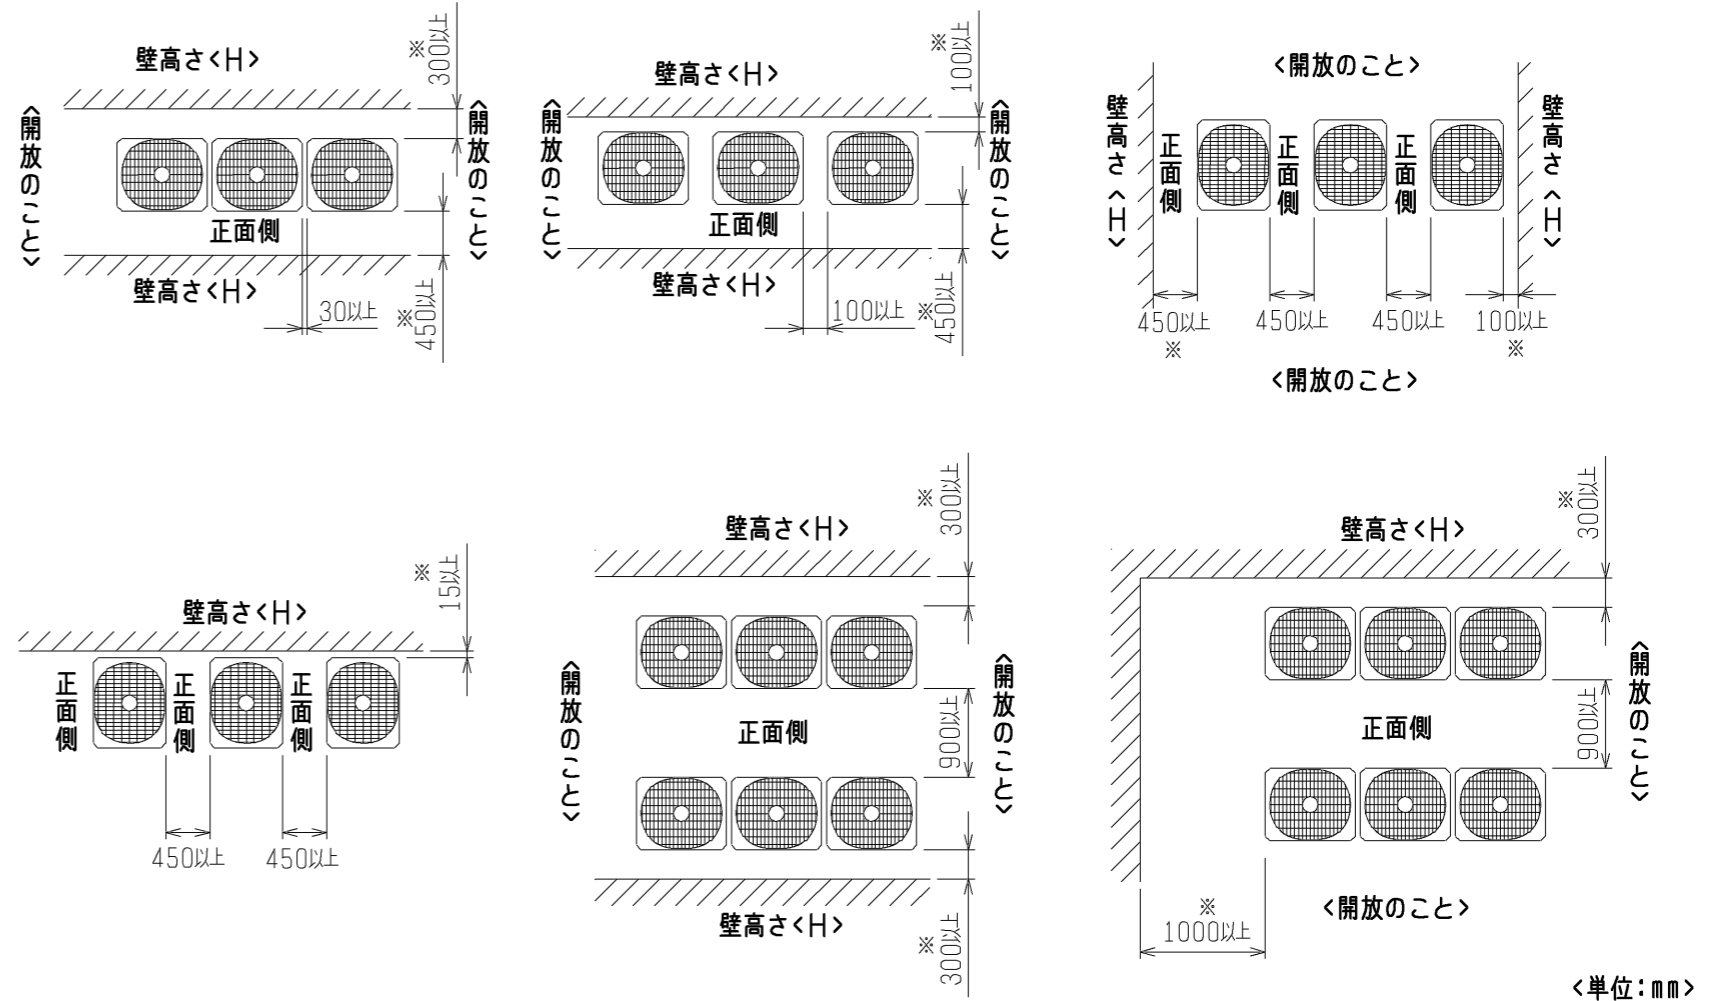 壁高さ<H>
※
300以上
<開放のこと>
<開放のこと>
正面側
壁高さ<H>
30以上
※
450以上
壁高さ<H>
※
100以上
<開放のこと>
<開放のこと>
正面側
壁高さ<H>
100以上
※
450以上
<開放のこと>
壁高さ<H>
正面側
正面側
正面側
壁高さ<H>
450以上
※
450以上
450以上
100以上
※
<開放のこと>
壁高さ<H>
※
15以上
正面側
正面側
正面側
450以上
450以上
壁高さ<H>
※
300以上
<開放のこと>
正面側
900以上
<開放のこと>
壁高さ<H>
※
300以上
壁高さ<H>
※
300以上
正面側
900以上
<開放のこと>
※
1000以上
<開放のこと>
<単位:mm>